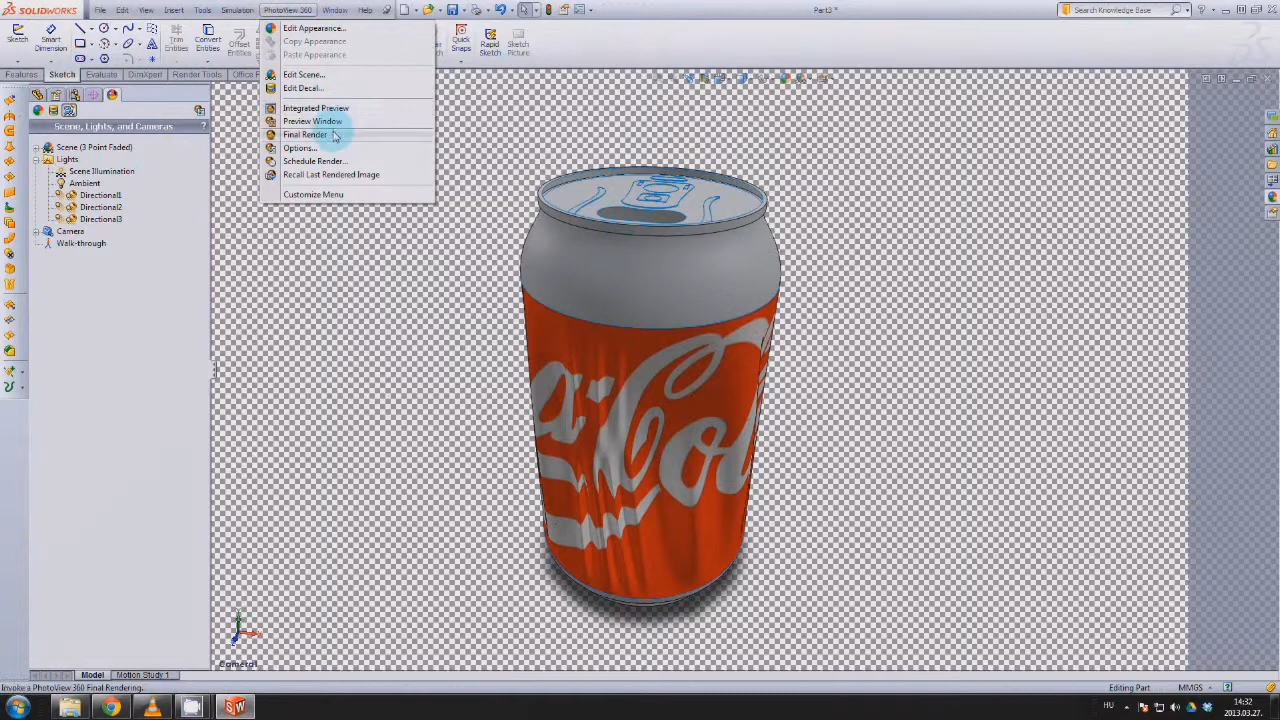 SOLIDWORKS File Edit View Insert Tools Simulation PhotoView 360 Window Help Part3 * Search Knowledge Base
Sketch Smart Dimension Trim Entities Convert Entities Offset Entities Quick Snaps Rapid Sketch Sketch Picture
Features Sketch Evaluate DimXpert Render Tools Office P
Edit Appearance...
Copy Appearance
Paste Appearance
Edit Scene...
Edit Decal...
Integrated Preview
Preview Window
Final Render
Options...
Schedule Render...
Recall Last Rendered Image
Customize Menu
Scene, Lights, and Cameras ?
Scene (3 Point Faded)
Lights
Scene Illumination
Ambient
Directional1
Directional2
Directional3
Camera
Walk-through
a-Col
Camera1
Model Motion Study 1
Invoke a PhotoView 360 Final Rendering. Editing Part MMGS
HU 14:32
2013.03.27.